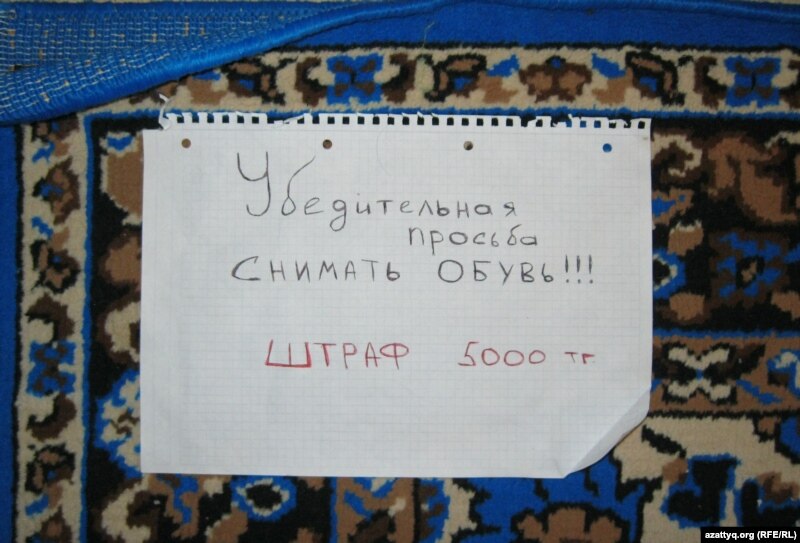 Убедительная
просьба
СНИМАТЬ ОБУВЬ!!!
ШТРАФ 5000 тг
azattyq.org (RFE/RL)